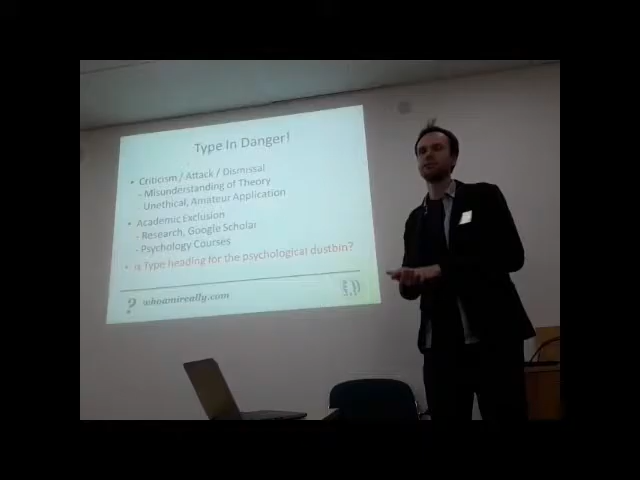 Type In Danger!
• Criticism / Attack / Dismissal
- Misunderstanding of Theory
Unethical, Amateur Application
• Academic Exclusion
- Research, Google Scholar
- Psychology Courses
• Is Type heading for the psychological dustbin?
? whoamireally.com